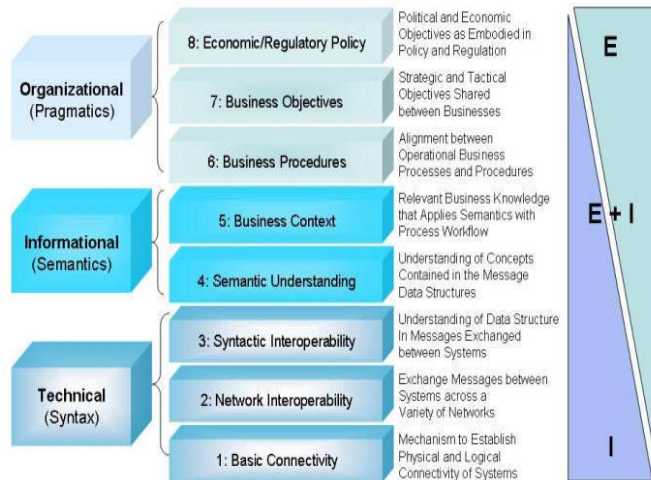 8: Economic/Regulatory Policy
Political and Economic
Objectives as Embodied in
Policy and Regulation
E
Organizational
(Pragmatics)
7: Business Objectives
Strategic and Tactical
Objectives Shared
between Businesses
6: Business Procedures
Alignment between
Operational Business
Processes and Procedures
Informational
(Semantics)
5: Business Context
Relevant Business Knowledge
that Applies Semantics with
Process Workflow
E + I
4: Semantic Understanding
Understanding of Concepts
Contained in the Message
Data Structures
Technical
(Syntax)
3: Syntactic Interoperability
Understanding of Data Structure
In Messages Exchanged
between Systems
2: Network Interoperability
Exchange Messages between
Systems across a
Variety of Networks
1: Basic Connectivity
Mechanism to Establish
Physical and Logical
Connectivity of Systems
I